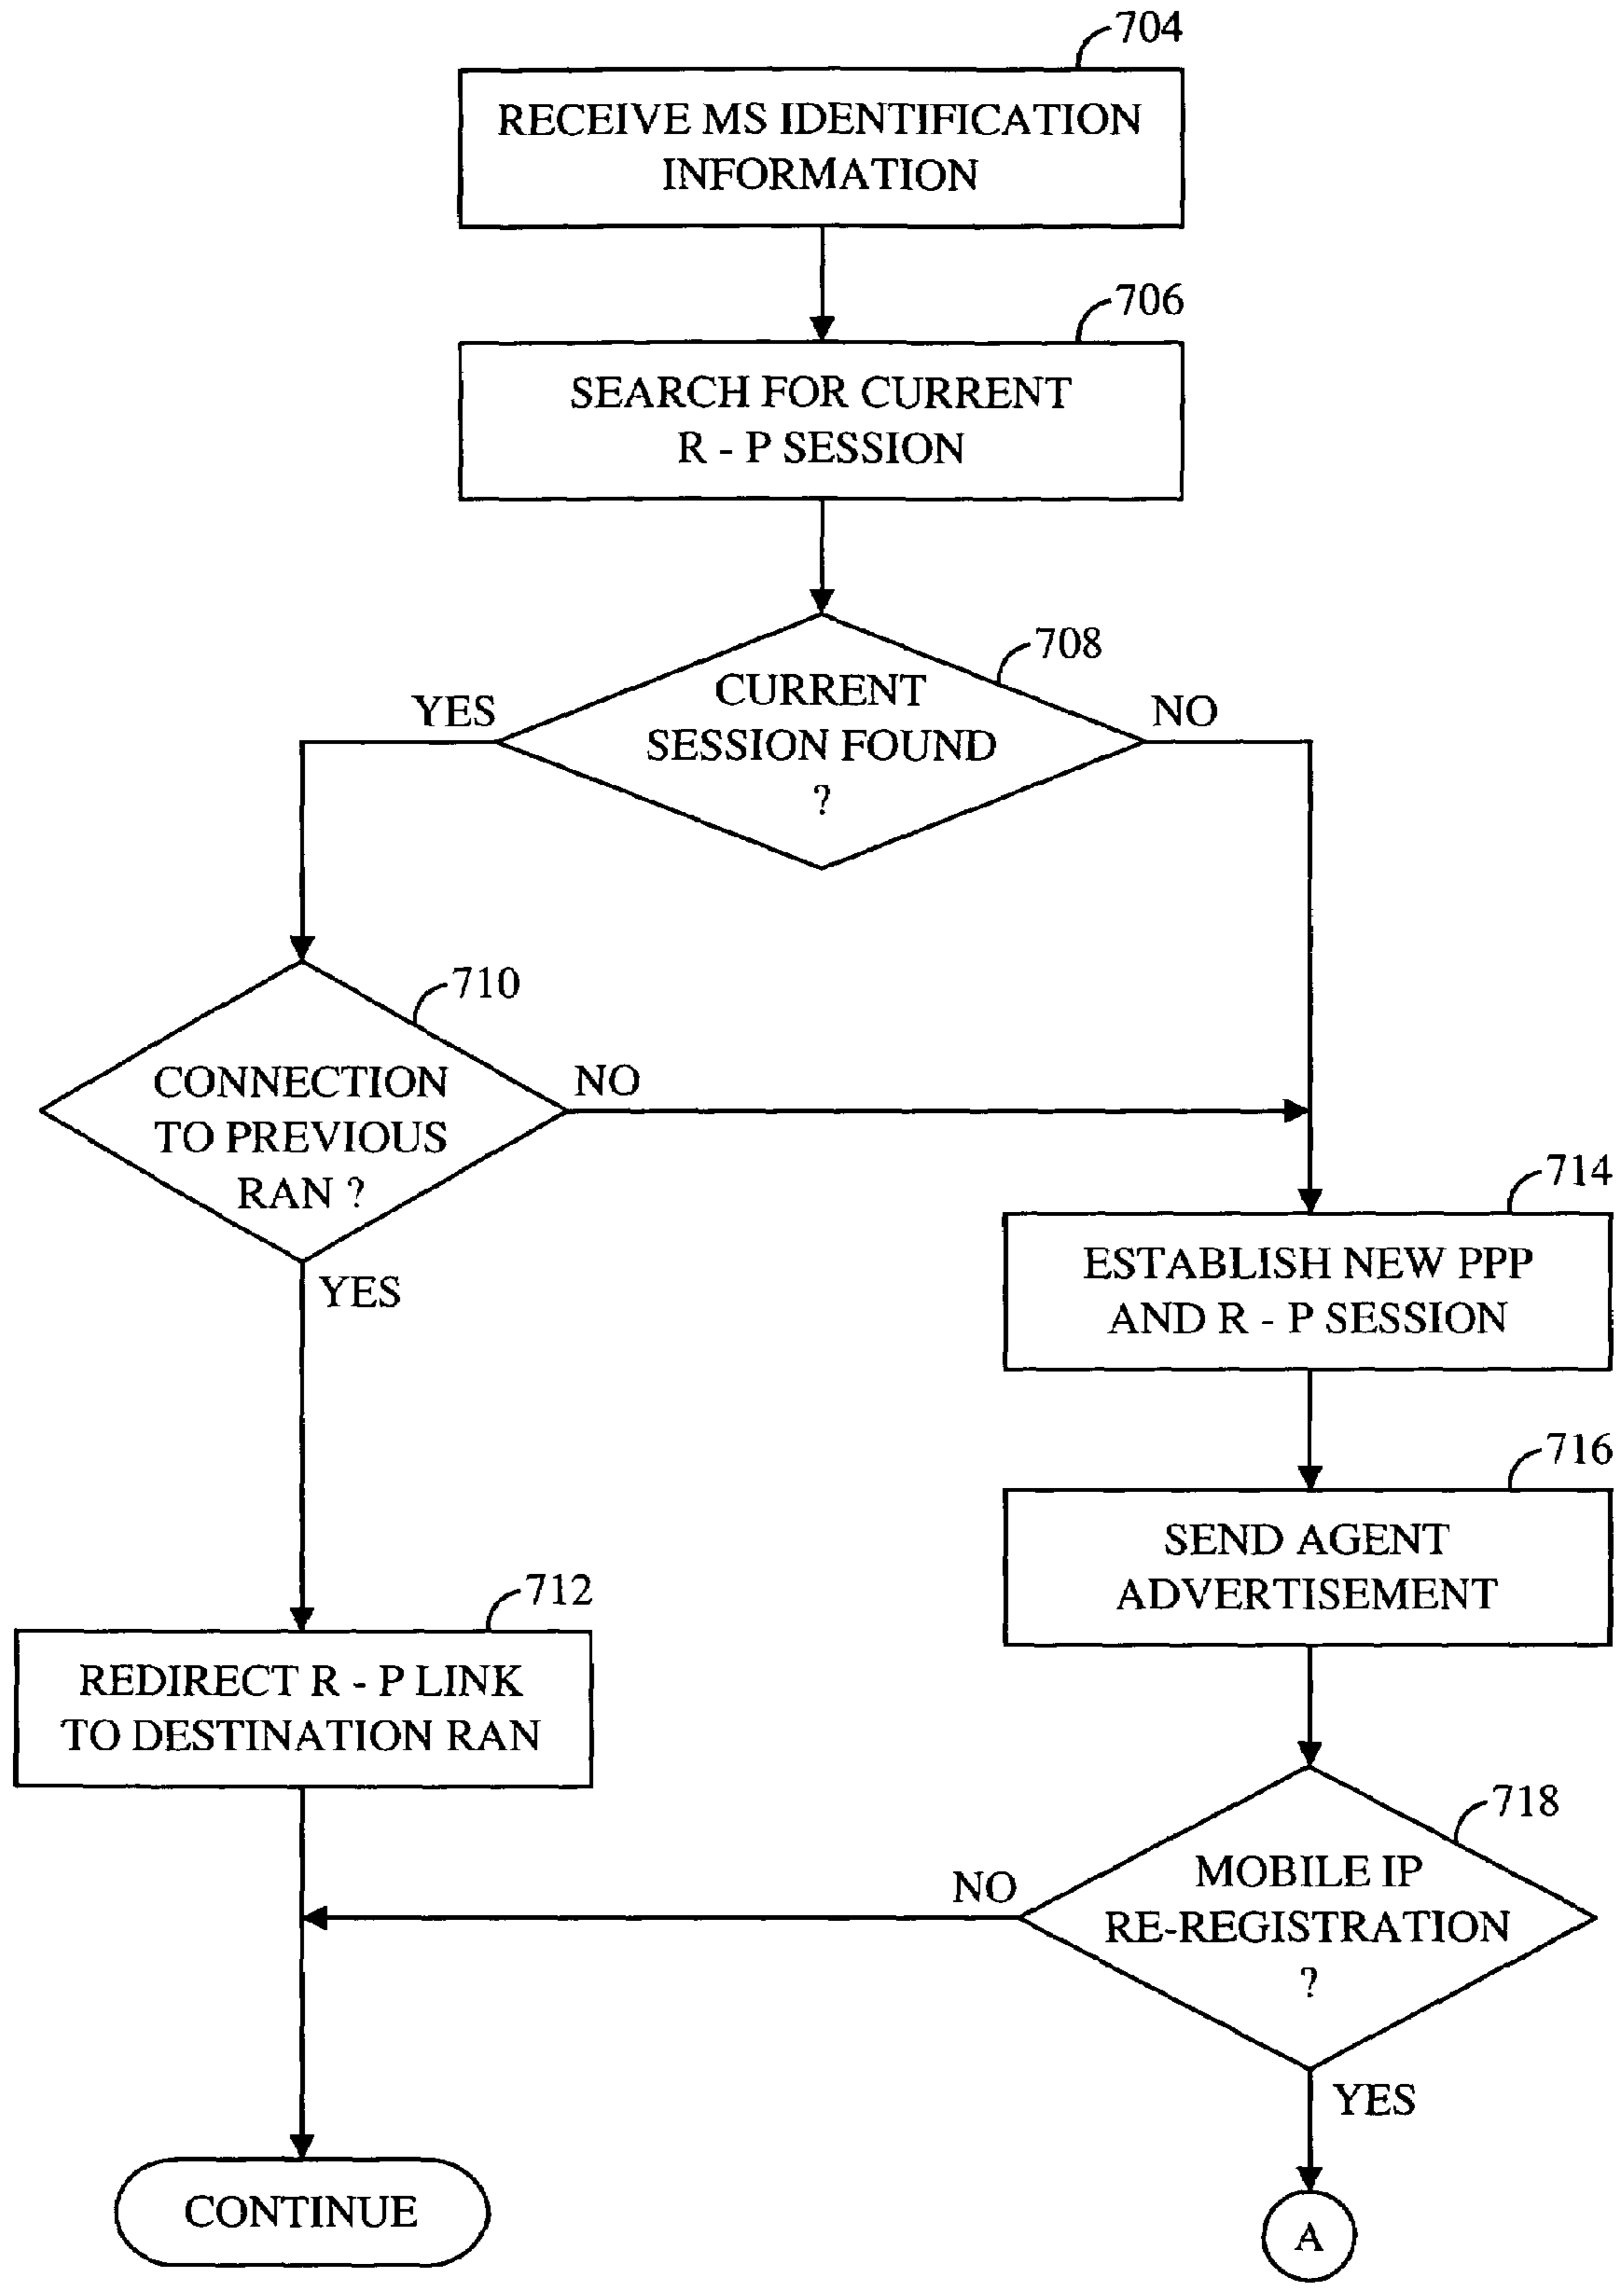 704
RECEIVE MS IDENTIFICATION
INFORMATION
706
SEARCH FOR CURRENT
R - P SESSION
708
CURRENT
SESSION FOUND
?
YES
NO
710
CONNECTION
TO PREVIOUS
RAN ?
NO
YES
714
ESTABLISH NEW PPP
AND R - P SESSION
716
SEND AGENT
ADVERTISEMENT
712
REDIRECT R - P LINK
TO DESTINATION RAN
718
MOBILE IP
RE-REGISTRATION
?
NO
YES
CONTINUE
A